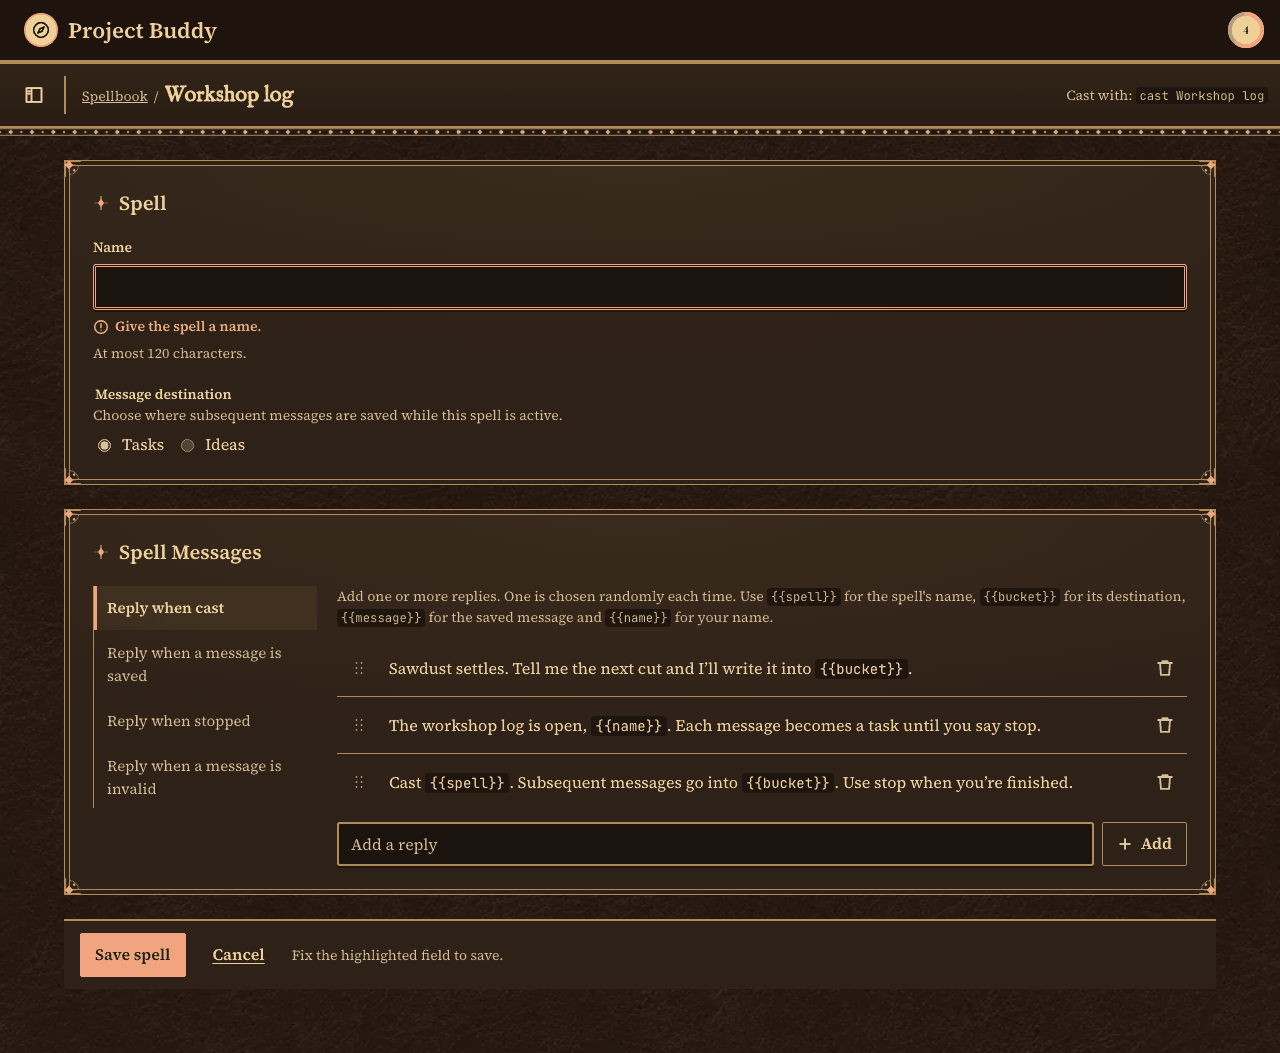 Project Buddy
4
Spellbook / Workshop log
Cast with: cast Workshop log
Spell
Name
Give the spell a name.
At most 120 characters.
Message destination
Choose where subsequent messages are saved while this spell is active.
Tasks
Ideas
Spell Messages
Reply when cast
Reply when a message is
saved
Reply when stopped
Reply when a message is
invalid
Add one or more replies. One is chosen randomly each time. Use {{spell}} for the spell's name, {{bucket}} for its destination,
{{message}} for the saved message and {{name}} for your name.
Sawdust settles. Tell me the next cut and I’ll write it into {{bucket}}.
The workshop log is open, {{name}}. Each message becomes a task until you say stop.
Cast {{spell}}. Subsequent messages go into {{bucket}}. Use stop when you’re finished.
Add a reply
Add
Save spell
Cancel
Fix the highlighted field to save.